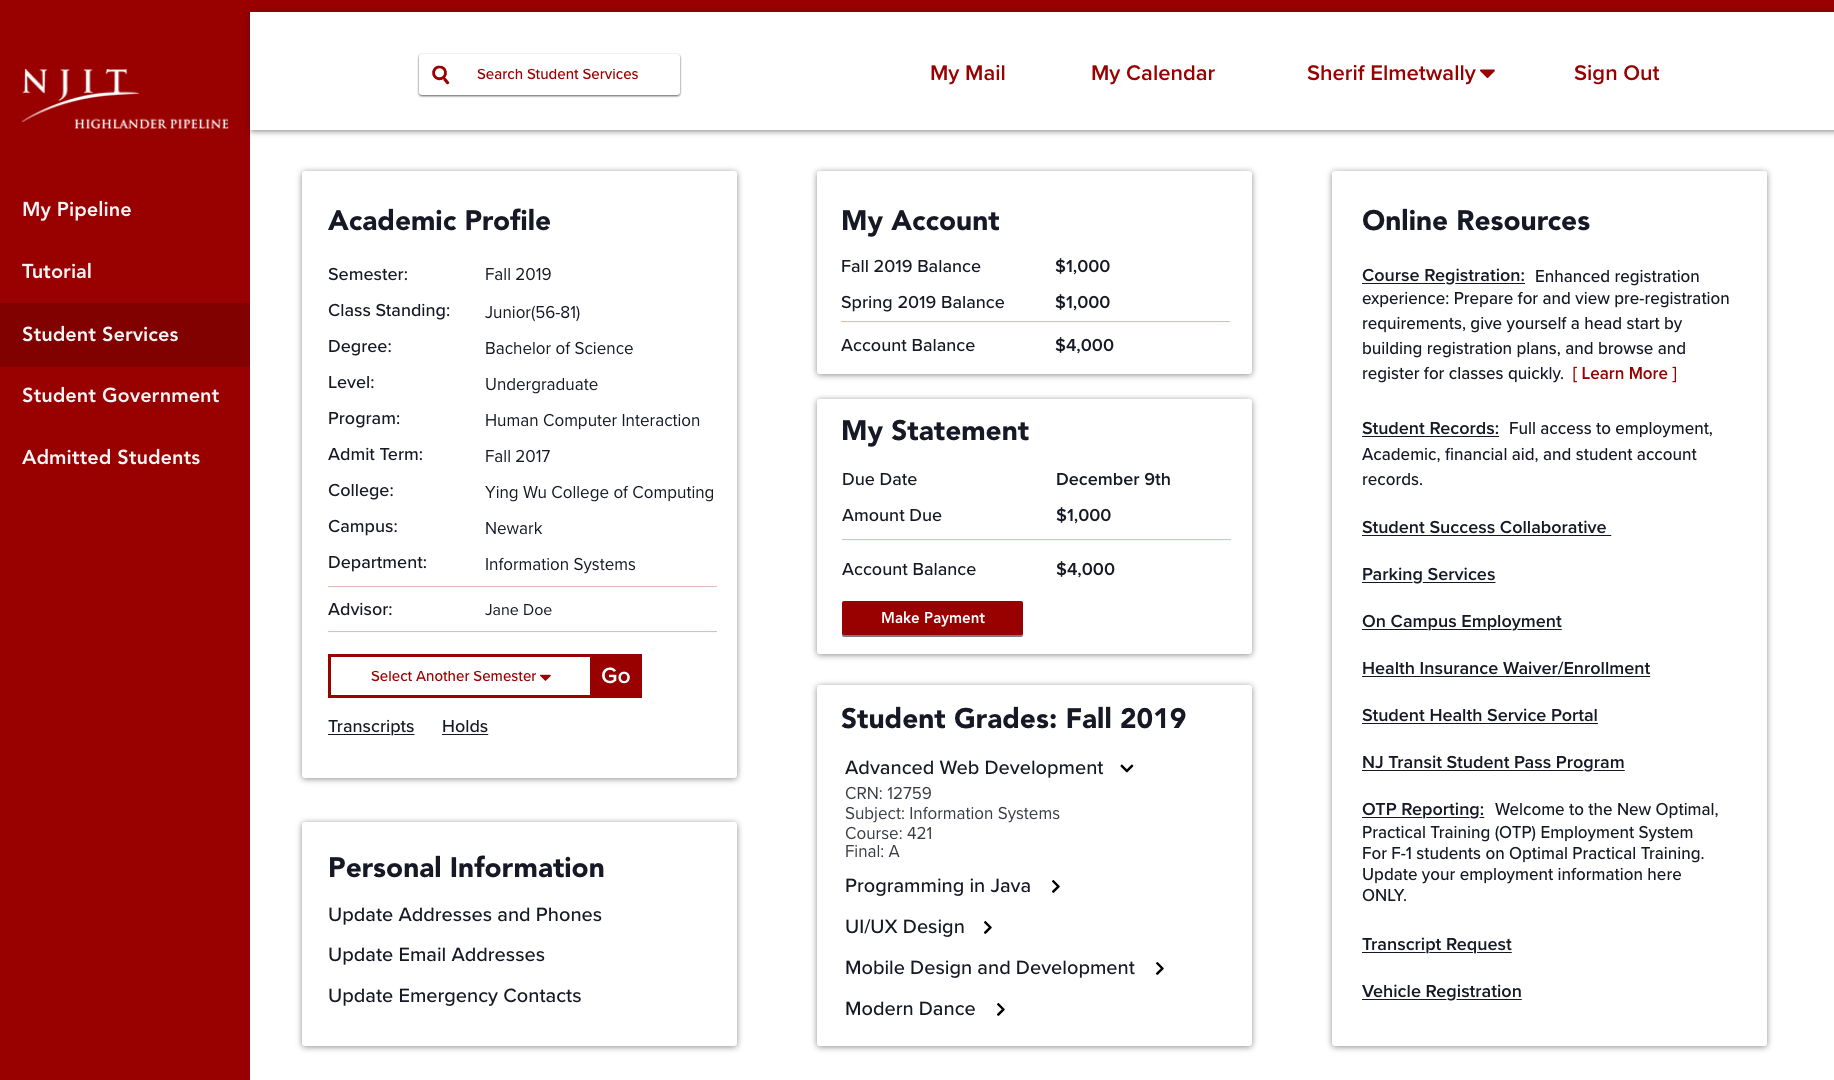 NJIT
HIGHLANDER PIPELINE
My Pipeline
Tutorial
Student Services
Student Government
Admitted Students
Search Student Services
My Mail
My Calendar
Sherif Elmetwally
Sign Out
Academic Profile
Semester: Fall 2019
Class Standing: Junior(56-81)
Degree: Bachelor of Science
Level: Undergraduate
Program: Human Computer Interaction
Admit Term: Fall 2017
College: Ying Wu College of Computing
Campus: Newark
Department: Information Systems
Advisor: Jane Doe
Select Another Semester Go
Transcripts Holds
Personal Information
Update Addresses and Phones
Update Email Addresses
Update Emergency Contacts
My Account
Fall 2019 Balance $1,000
Spring 2019 Balance $1,000
Account Balance $4,000
My Statement
Due Date December 9th
Amount Due $1,000
Account Balance $4,000
Make Payment
Student Grades: Fall 2019
Advanced Web Development
CRN: 12759
Subject: Information Systems
Course: 421
Final: A
Programming in Java
UI/UX Design
Mobile Design and Development
Modern Dance
Online Resources
Course Registration: Enhanced registration
experience: Prepare for and view pre-registration
requirements, give yourself a head start by
building registration plans, and browse and
register for classes quickly. [ Learn More ]
Student Records: Full access to employment,
Academic, financial aid, and student account
records.
Student Success Collaborative
Parking Services
On Campus Employment
Health Insurance Waiver/Enrollment
Student Health Service Portal
NJ Transit Student Pass Program
OTP Reporting: Welcome to the New Optimal,
Practical Training (OTP) Employment System
For F-1 students on Optimal Practical Training.
Update your employment information here
ONLY.
Transcript Request
Vehicle Registration